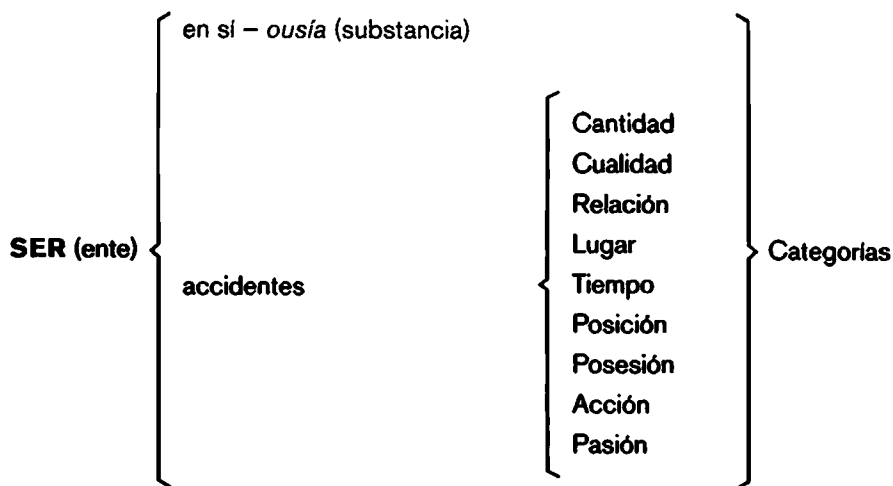 en sí – ousía (substancia)
Cantidad
Cualidad
Relación
SER (ente)
Lugar
Categorías
accidentes
Tiempo
Posición
Posesión
Acción
Pasión